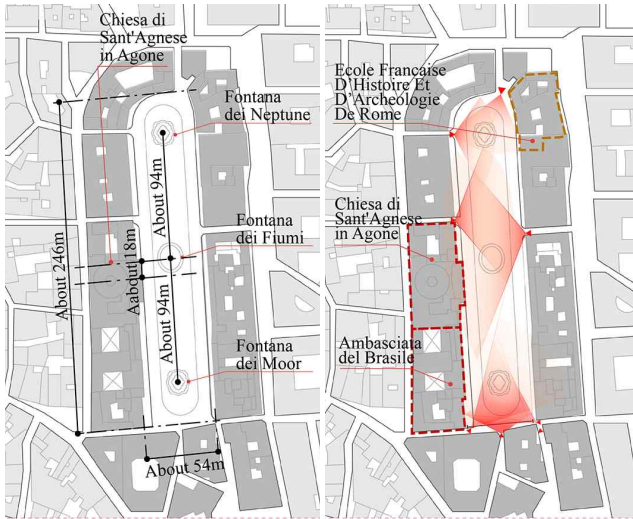 Chiesa di
Sant'Agnese
in Agone
Fontana
dei Neptune
About 94m
Fontana
dei Fiumi
Aabcut 18m
About 246m
About 94m
Fontana
dei Moor
About 54m
Ecole Francaise
D'Histoire Et
D'Archeologie
De Rome
Chiesa di
Sant'Agnese
in Agone
Ambasciata
del Brasile